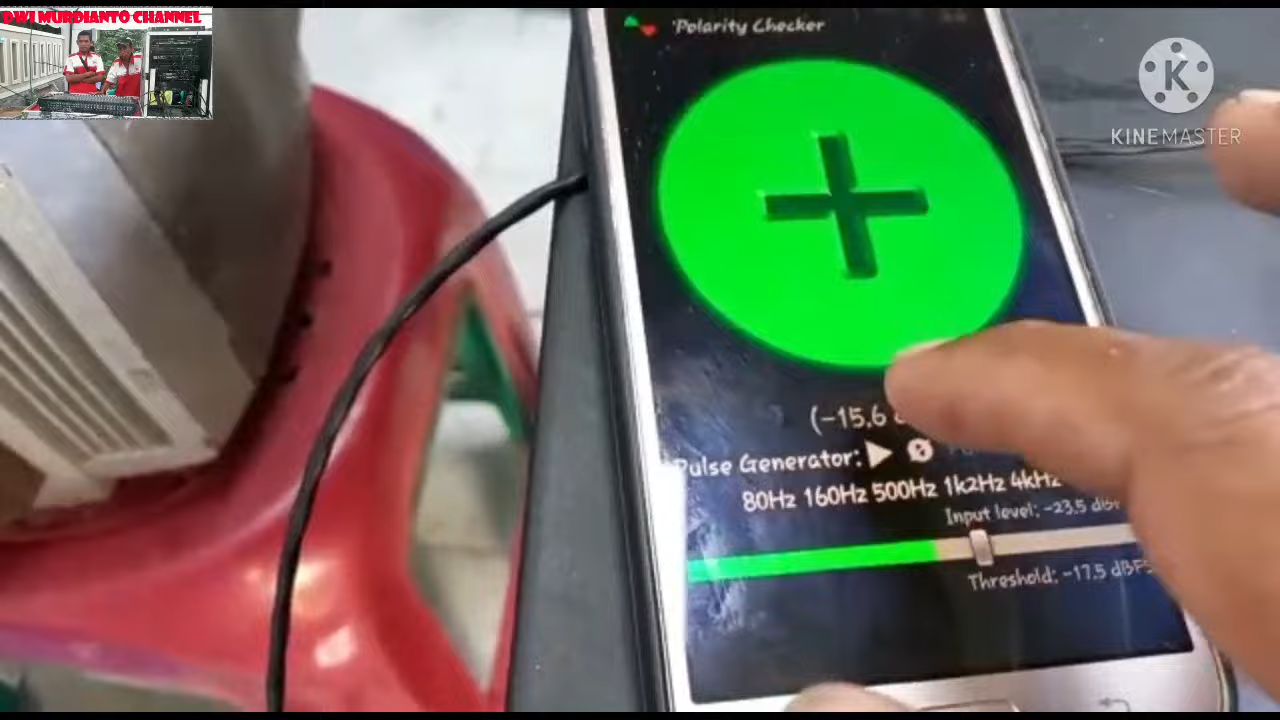 DWI MURDIANTO CHANNEL
Polarity Checker
KINEMASTER
(-15.6
Pulse Generator:
80Hz 160Hz 500Hz 1k2Hz 4kHz
Input level: -23.5
Threshold: -17.5 dBFS